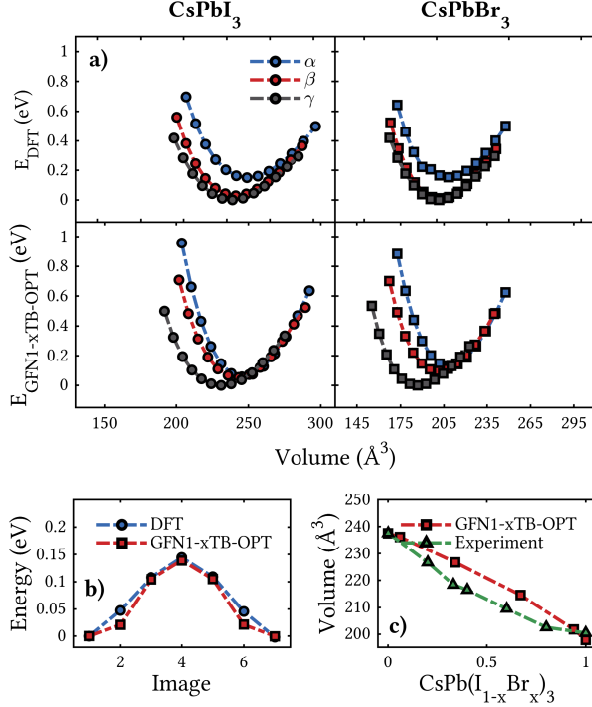 CsPbI3 CsPbBr3
a)
α
β
γ
EDFT (eV)
1
0.8
0.6
0.4
0.2
0
EGFN1-xTB-OPT (eV)
1
0.8
0.6
0.4
0.2
0
150 200 250 300 145 175 205 235 265 295
Volume (Å3)
b)
DFT
GFN1-xTB-OPT
Energy (eV)
0.2
0.15
0.1
0.05
0
2 4 6
Image
c)
GFN1-xTB-OPT
Experiment
Volume (Å3)
250
240
230
220
210
200
0 0.5 1
CsPb(I1-xBrx)3